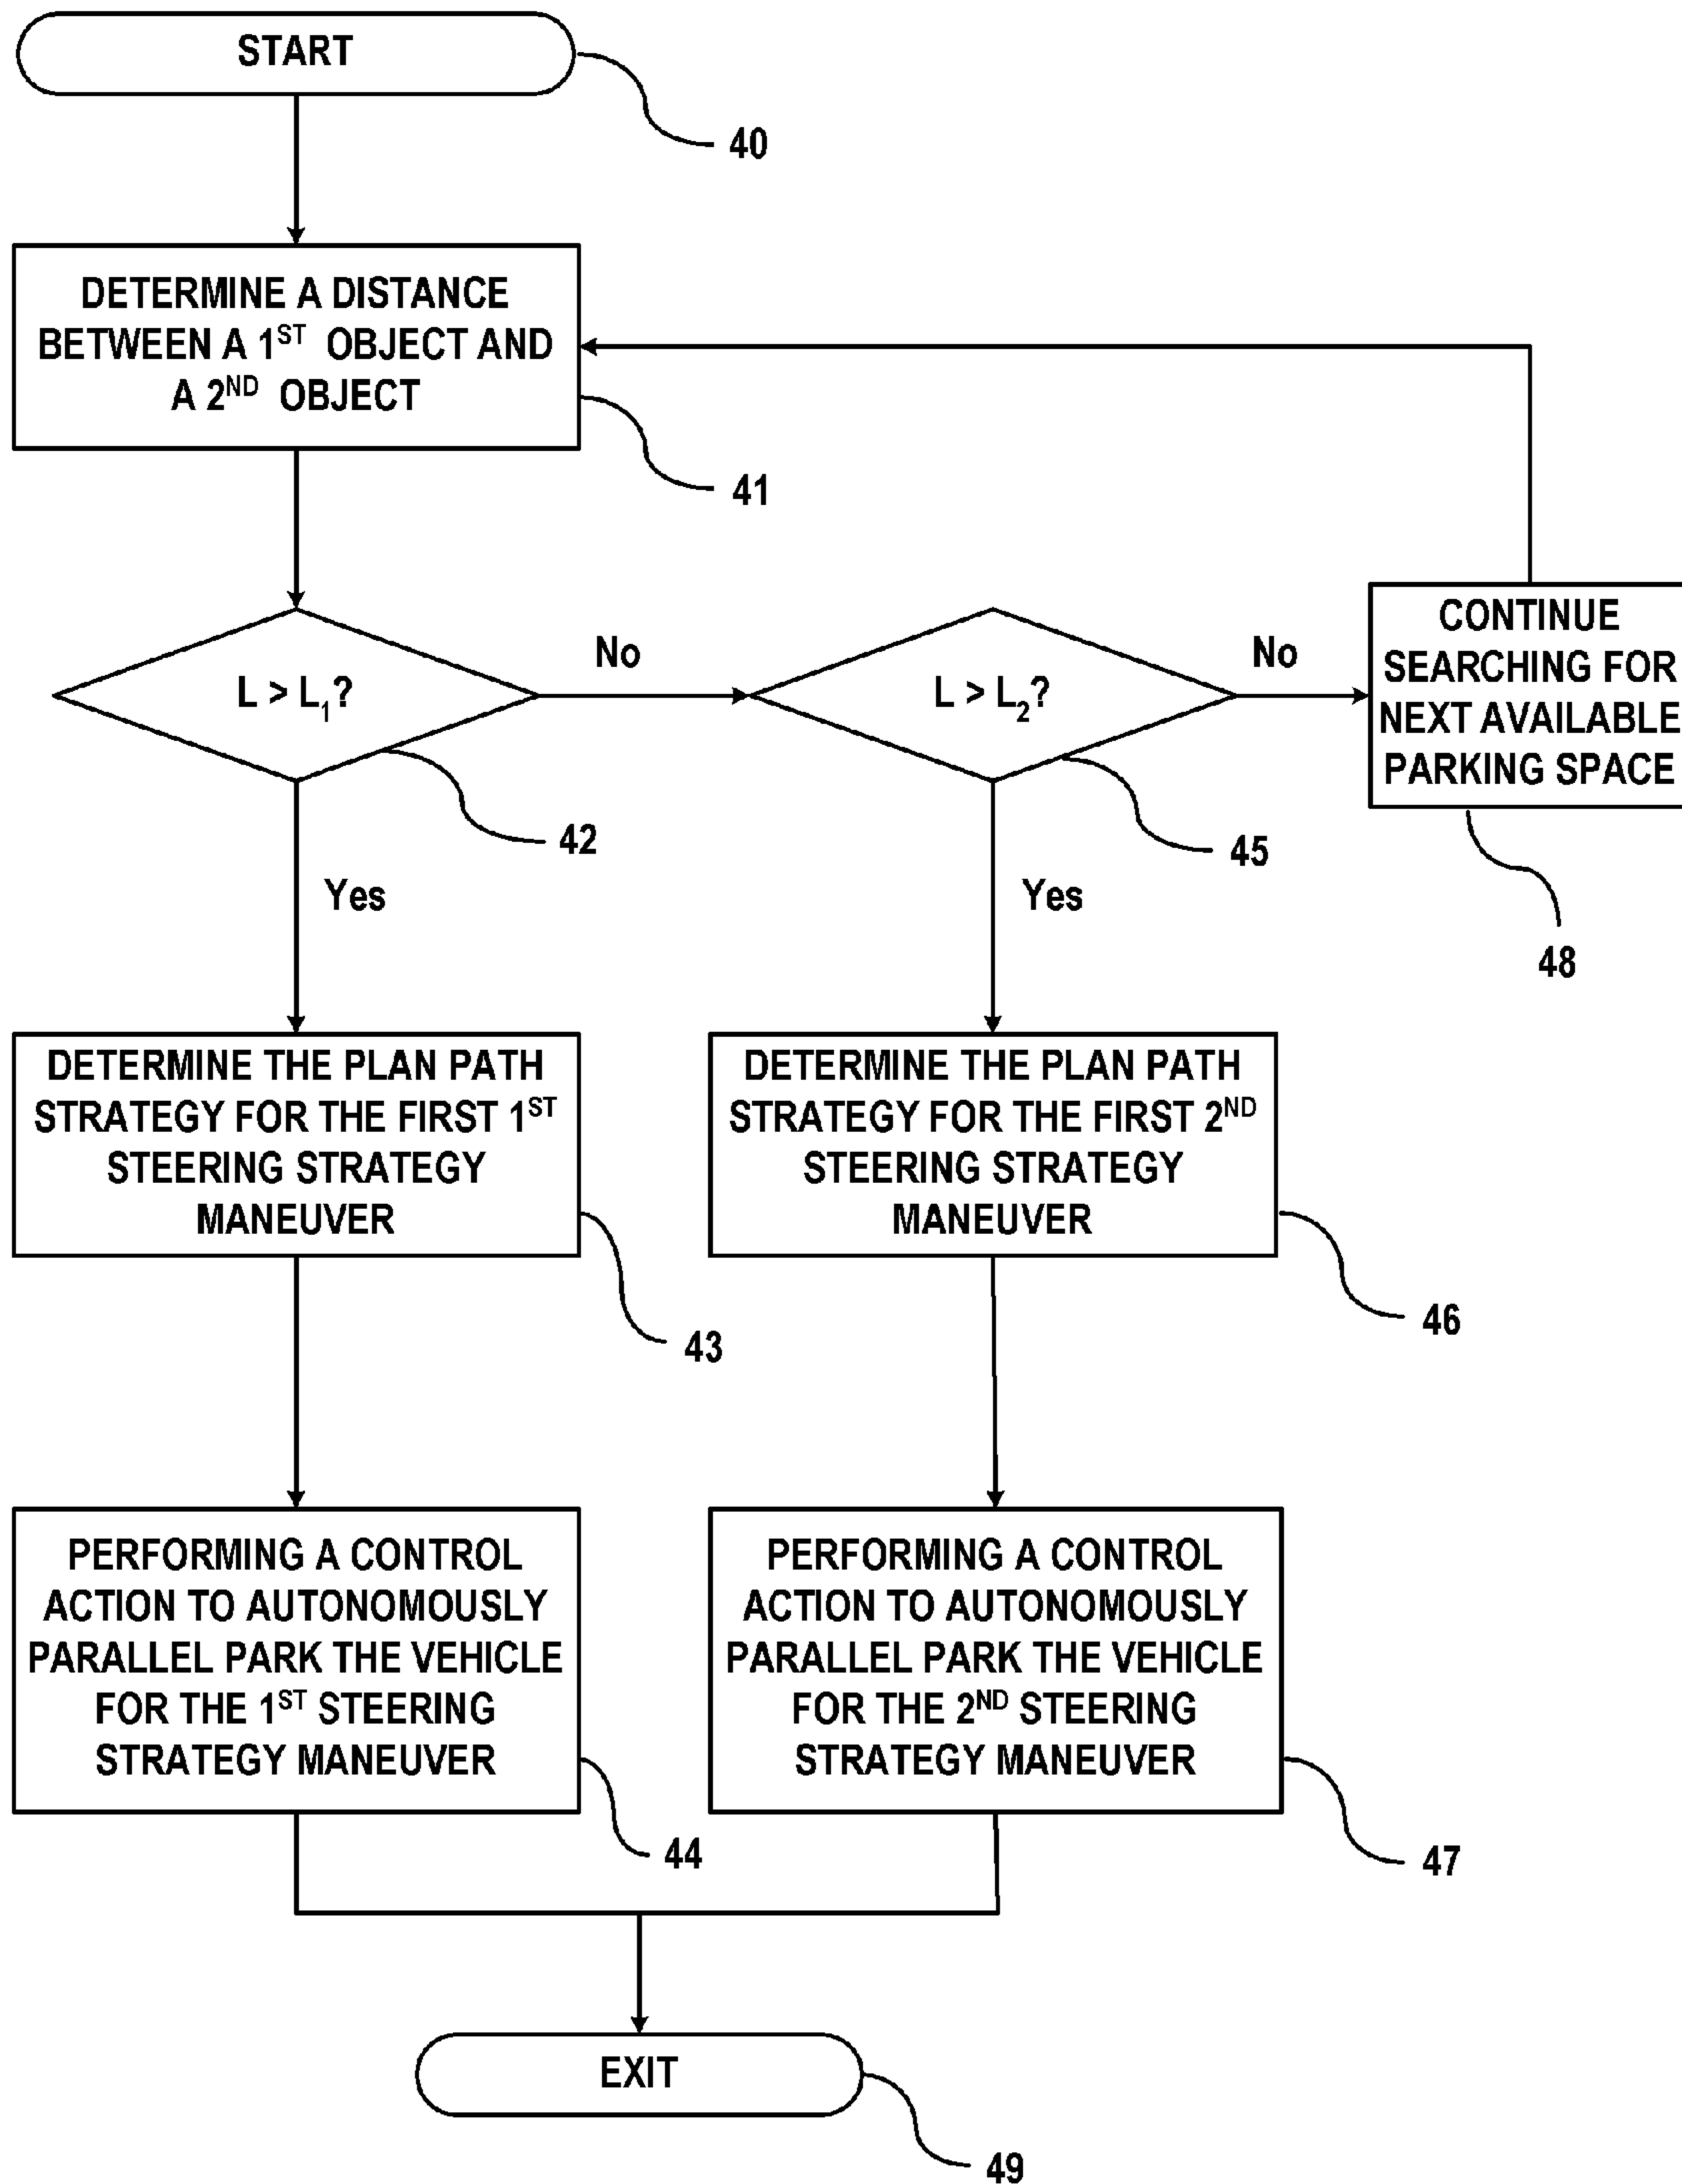 START
40
DETERMINE A DISTANCE
BETWEEN A 1ST OBJECT AND
A 2ND OBJECT
41
L > L1?
42
No
L > L2?
45
No
CONTINUE
SEARCHING FOR
NEXT AVAILABLE
PARKING SPACE
48
Yes
Yes
DETERMINE THE PLAN PATH
STRATEGY FOR THE FIRST 1ST
STEERING STRATEGY
MANEUVER
43
DETERMINE THE PLAN PATH
STRATEGY FOR THE FIRST 2ND
STEERING STRATEGY
MANEUVER
46
PERFORMING A CONTROL
ACTION TO AUTONOMOUSLY
PARALLEL PARK THE VEHICLE
FOR THE 1ST STEERING
STRATEGY MANEUVER
44
PERFORMING A CONTROL
ACTION TO AUTONOMOUSLY
PARALLEL PARK THE VEHICLE
FOR THE 2ND STEERING
STRATEGY MANEUVER
47
EXIT
49